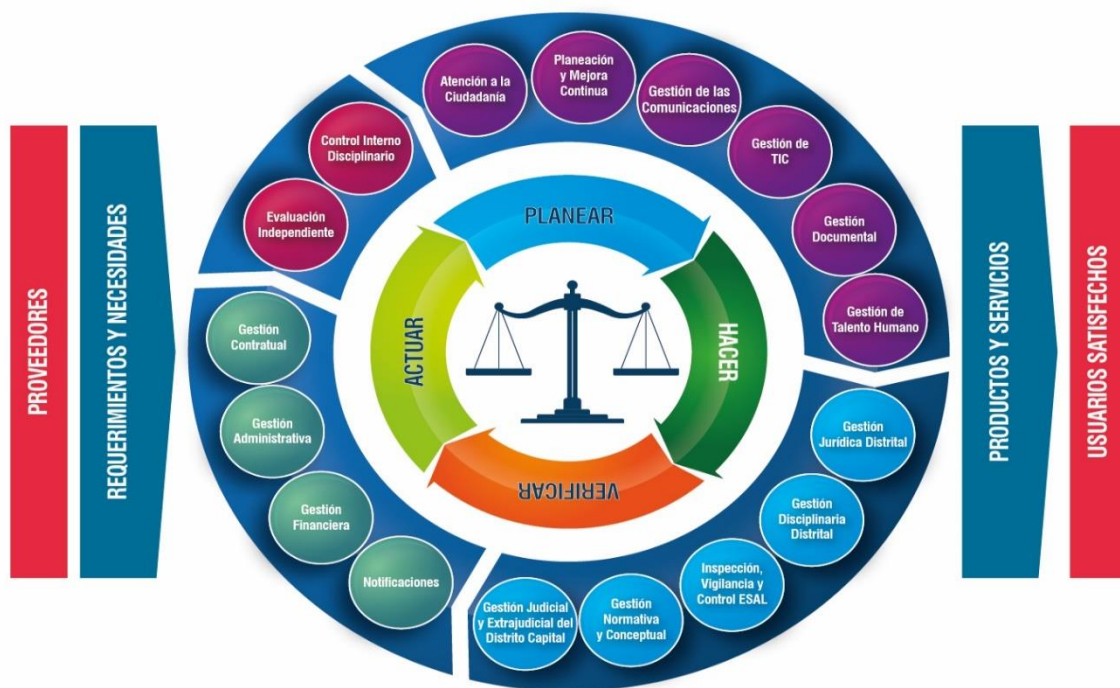 PROVEEDORES
REQUERIMIENTOS Y NECESIDADES
Atención a la
Ciudadanía
Planeación
y Mejora
Continua
Gestión de las
Comunicaciones
Gestión de
TIC
Gestión
Documental
Gestión de
Talento Humano
Control Interno
Disciplinario
Evaluación
Independiente
Gestión
Contractual
Gestión
Administrativa
Gestión
Financiera
Notificaciones
Gestión
Jurídica Distrital
Gestión
Disciplinaria
Distrital
Inspección,
Vigilancia y
Control ESAL
Gestión
Normativa
y Conceptual
Gestión Judicial
y Extrajudicial del
Distrito Capital
PLANEAR
HACER
VERIFICAR
ACTUAR
PRODUCTOS Y SERVICIOS
USUARIOS SATISFECHOS